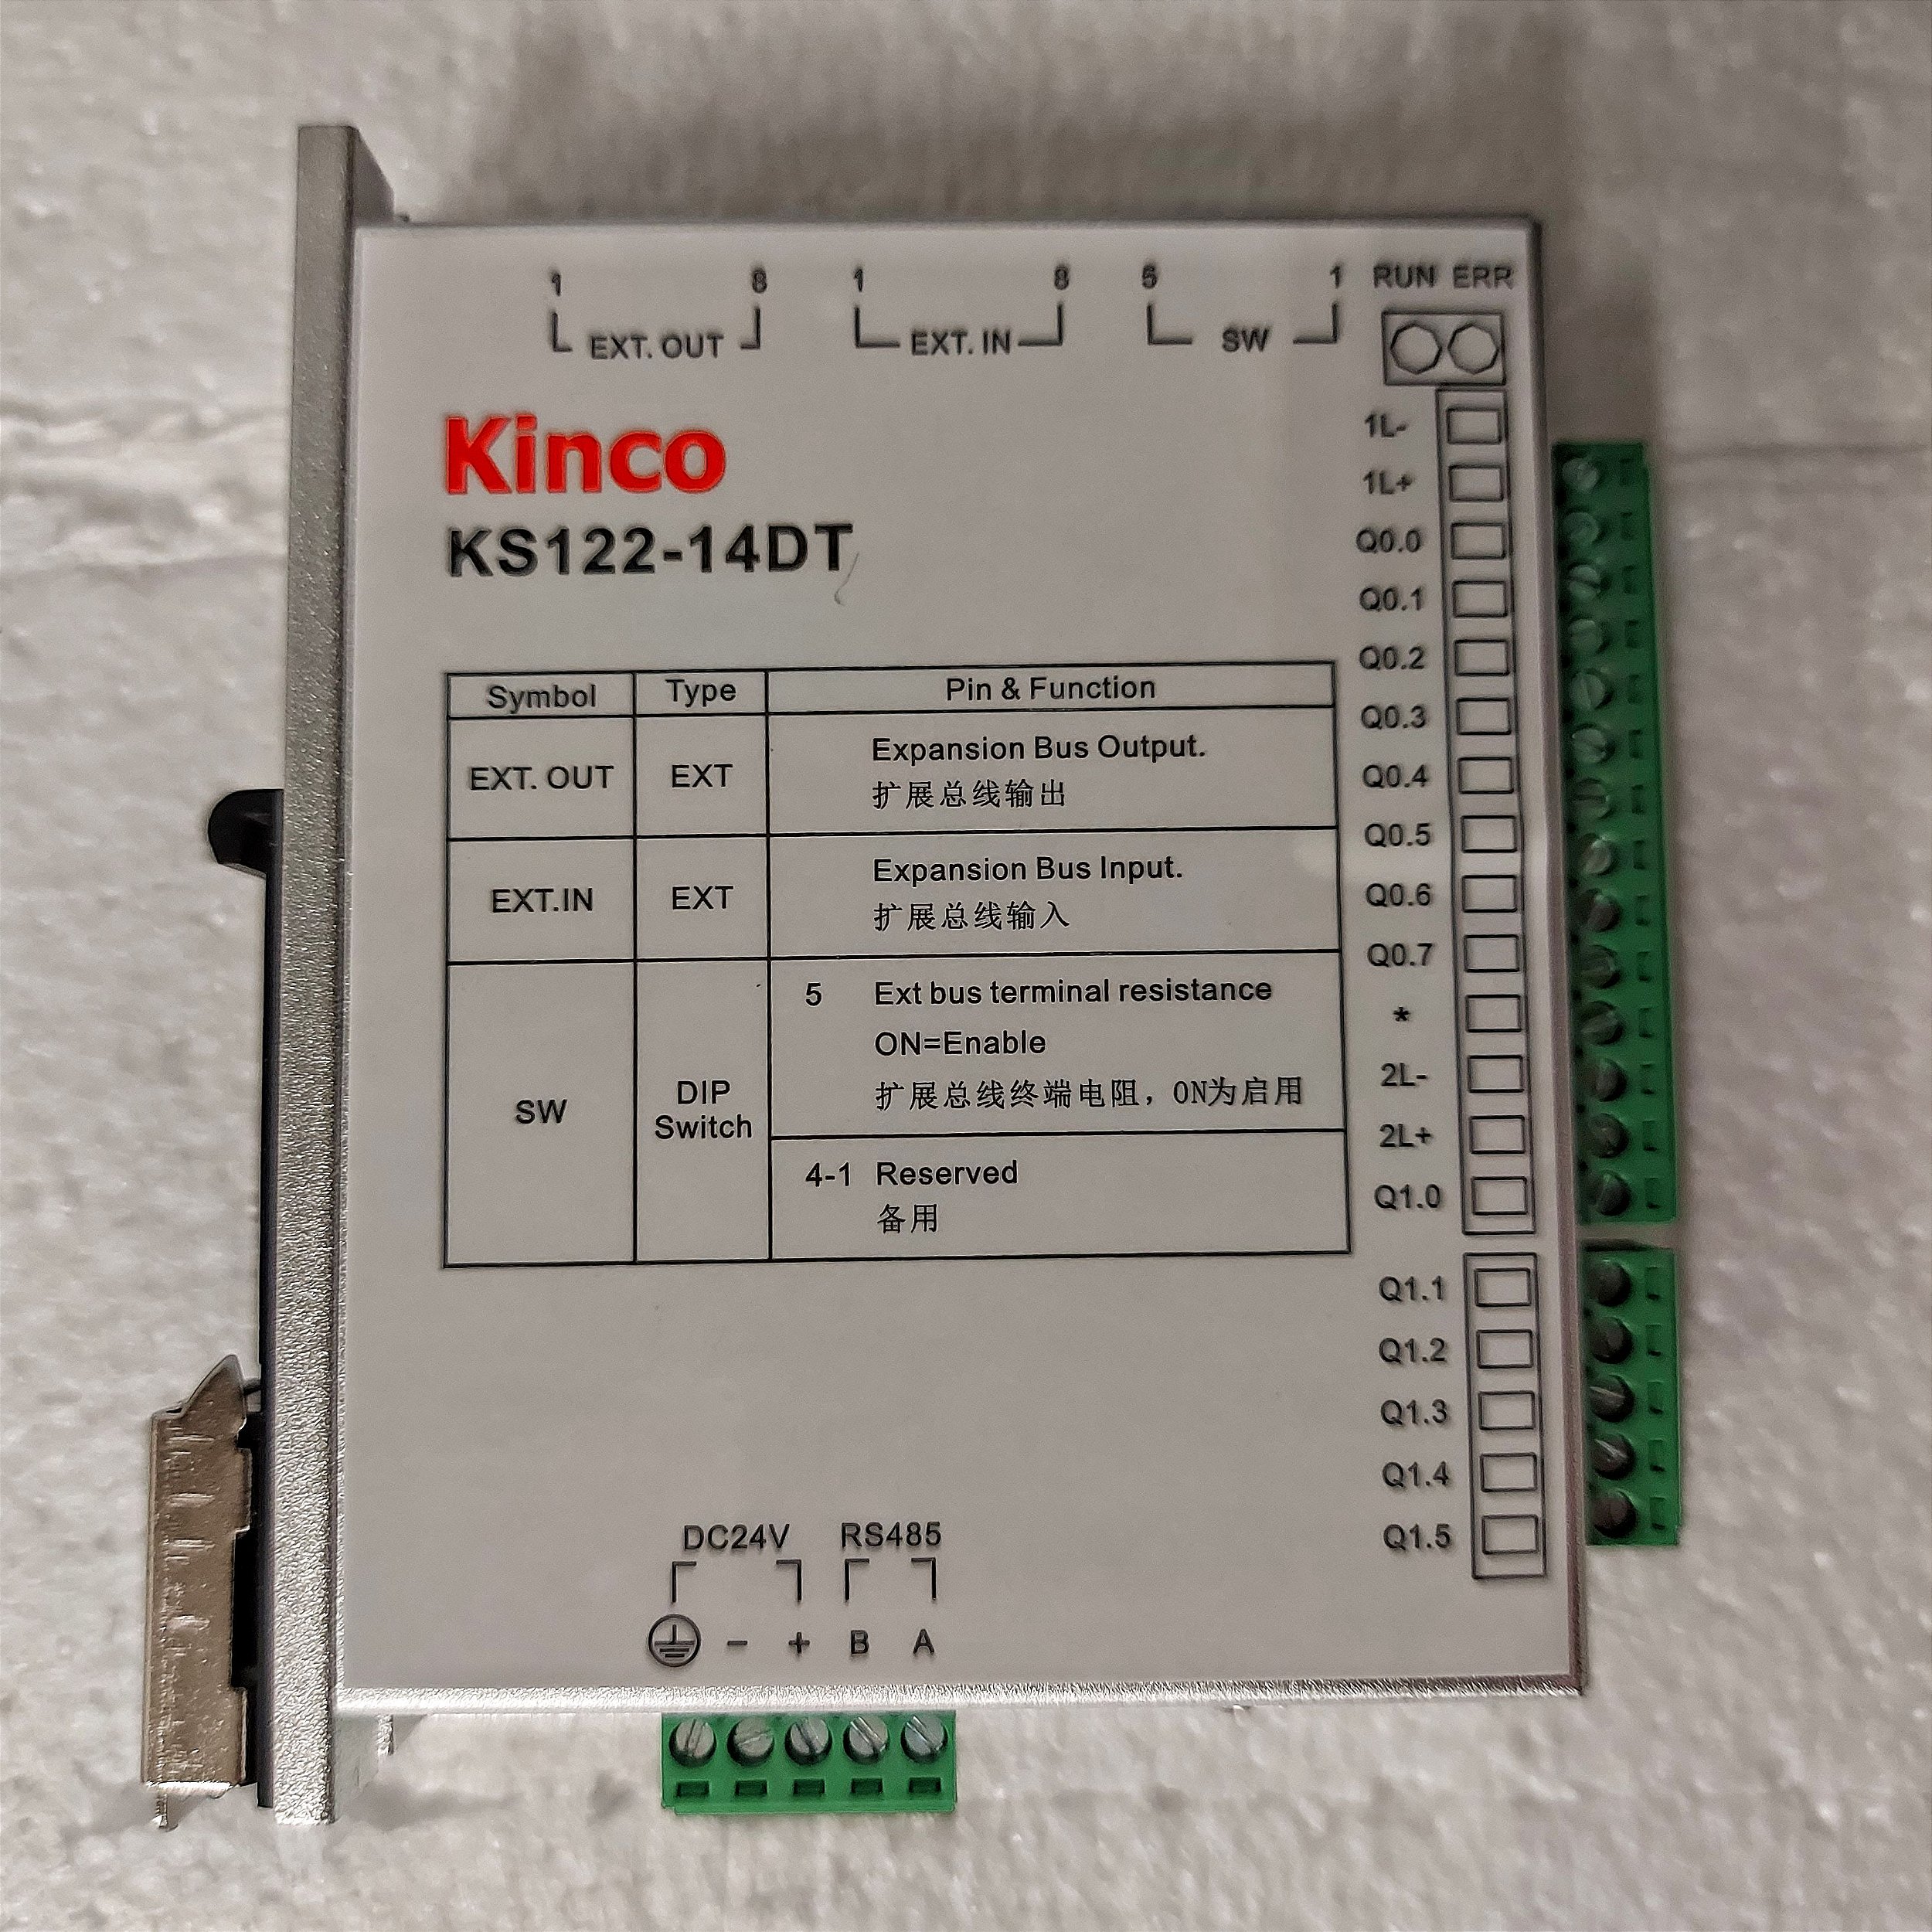 1 8 1 8 5 1 RUN ERR
EXT. OUT EXT. IN SW
Kinco
KS122-14DT
Symbol Type Pin & Function
EXT. OUT EXT Expansion Bus Output.
扩展总线输出
EXT.IN EXT Expansion Bus Input.
扩展总线输入
SW DIP Switch
5 Ext bus terminal resistance
ON=Enable
扩展总线终端电阻，ON为启用
4-1 Reserved
备用
1L-
1L+
Q0.0
Q0.1
Q0.2
Q0.3
Q0.4
Q0.5
Q0.6
Q0.7
*
2L-
2L+
Q1.0
Q1.1
Q1.2
Q1.3
Q1.4
Q1.5
DC24V RS485
- + B A